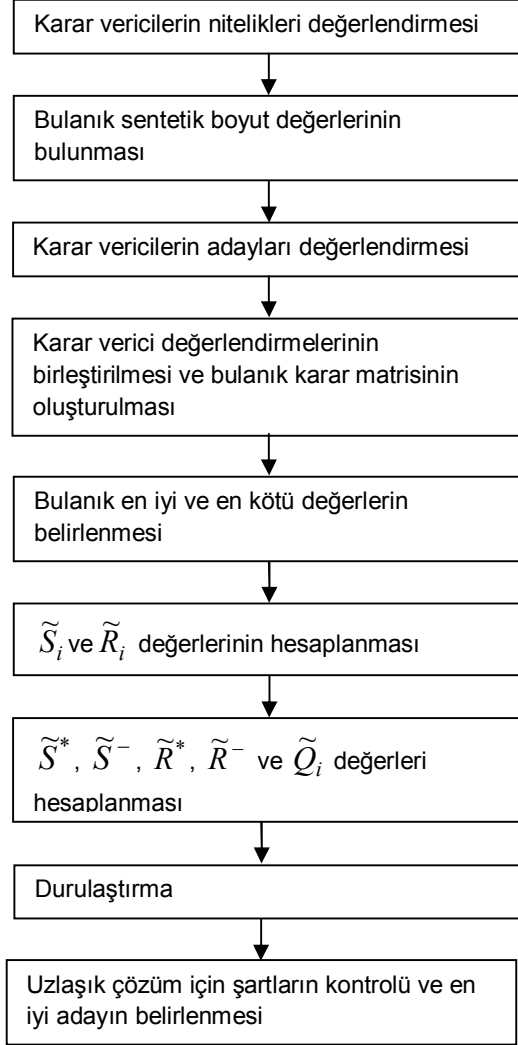 Karar vericilerin nitelikleri değerlendirmesi
Bulanık sentetik boyut değerlerinin
bulunması
Karar vericilerin adayları değerlendirmesi
Karar verici değerlendirmelerinin
birleştirilmesi ve bulanık karar matrisinin
oluşturulması
Bulanık en iyi ve en kötü değerlerin
belirlenmesi
S̃ᵢ ve R̃ᵢ değerlerinin hesaplanması
S̃*, S̃⁻, R̃*, R̃⁻ ve Q̃ᵢ değerleri
hesaplanması
Durulaştırma
Uzlaşık çözüm için şartların kontrolü ve en
iyi adayın belirlenmesi